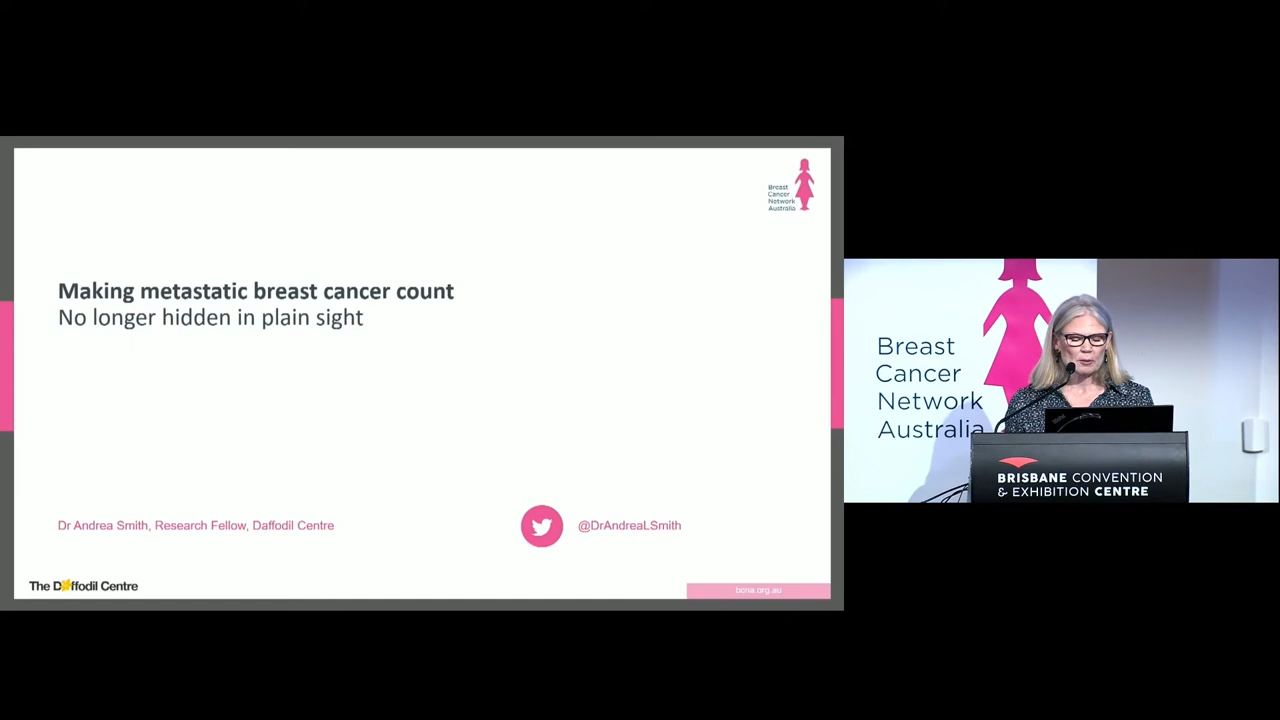 Breast
Cancer
Network
Australia
Making metastatic breast cancer count
No longer hidden in plain sight
Dr Andrea Smith, Research Fellow, Daffodil Centre
@DrAndreaLSmith
The Daffodil Centre
bcna.org.au
Breast
Cancer
Network
Australia
BRISBANE CONVENTION
& EXHIBITION CENTRE